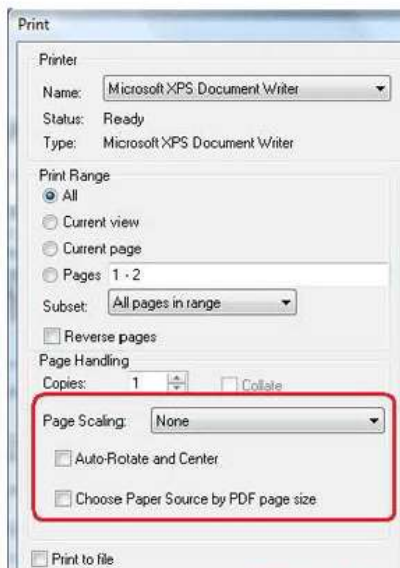 Print
Printer
Name: Microsoft XPS Document Writer
Status: Ready
Type: Microsoft XPS Document Writer
Print Range
All
Current view
Current page
Pages 1 - 2
Subset: All pages in range
Reverse pages
Page Handling
Copies: 1 Collate
Page Scaling: None
Auto-Rotate and Center
Choose Paper Source by PDF page size
Print to file